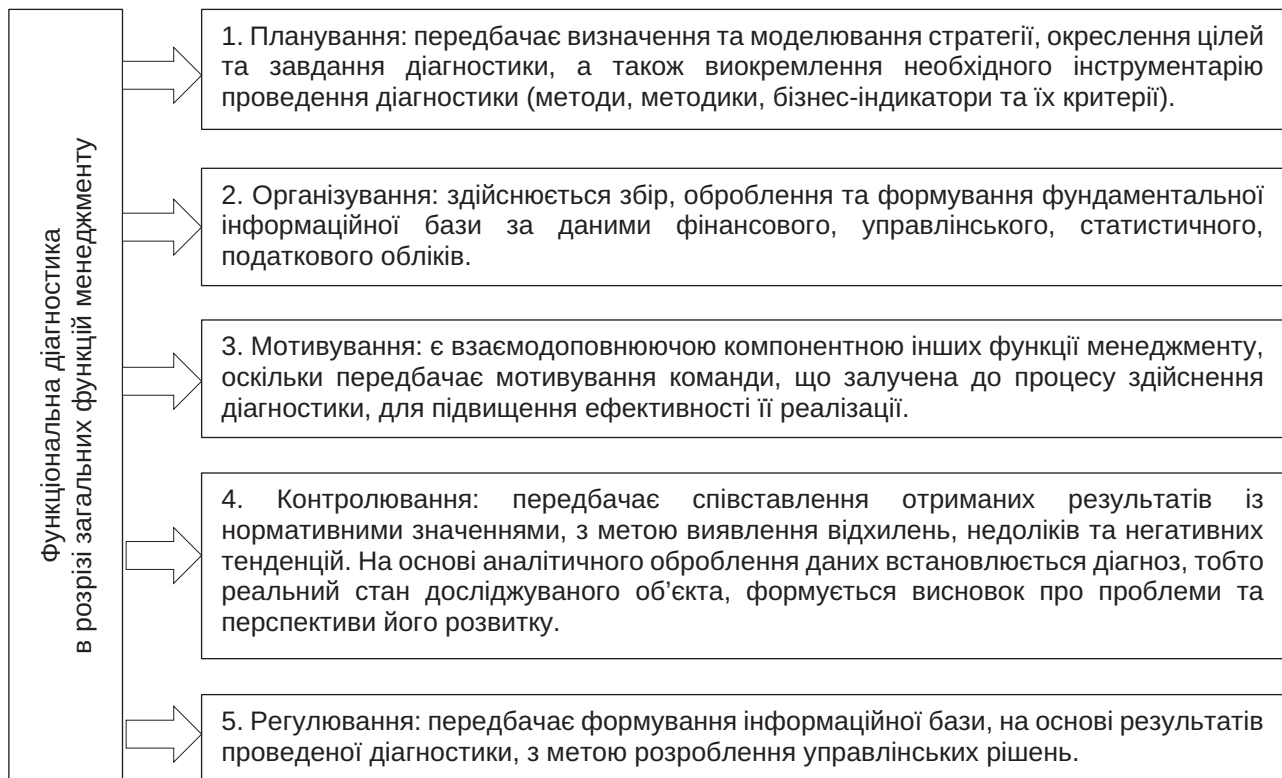 Функціональна діагностика
в розрізі загальних функцій менеджменту
1. Планування: передбачає визначення та моделювання стратегії, окреслення цілей
та завдання діагностики, а також виокремлення необхідного інструментарію
проведення діагностики (методи, методики, бізнес-індикатори та їх критерії).
2. Організування: здійснюється збір, оброблення та формування фундаментальної
інформаційної бази за даними фінансового, управлінського, статистичного,
податкового обліків.
3. Мотивування: є взаємодоповнюючою компонентною інших функції менеджменту,
оскільки передбачає мотивування команди, що залучена до процесу здійснення
діагностики, для підвищення ефективності її реалізації.
4. Контролювання: передбачає співставлення отриманих результатів із
нормативними значеннями, з метою виявлення відхилень, недоліків та негативних
тенденцій. На основі аналітичного оброблення даних встановлюється діагноз, тобто
реальний стан досліджуваного об’єкта, формується висновок про проблеми та
перспективи його розвитку.
5. Регулювання: передбачає формування інформаційної бази, на основі результатів
проведеної діагностики, з метою розроблення управлінських рішень.